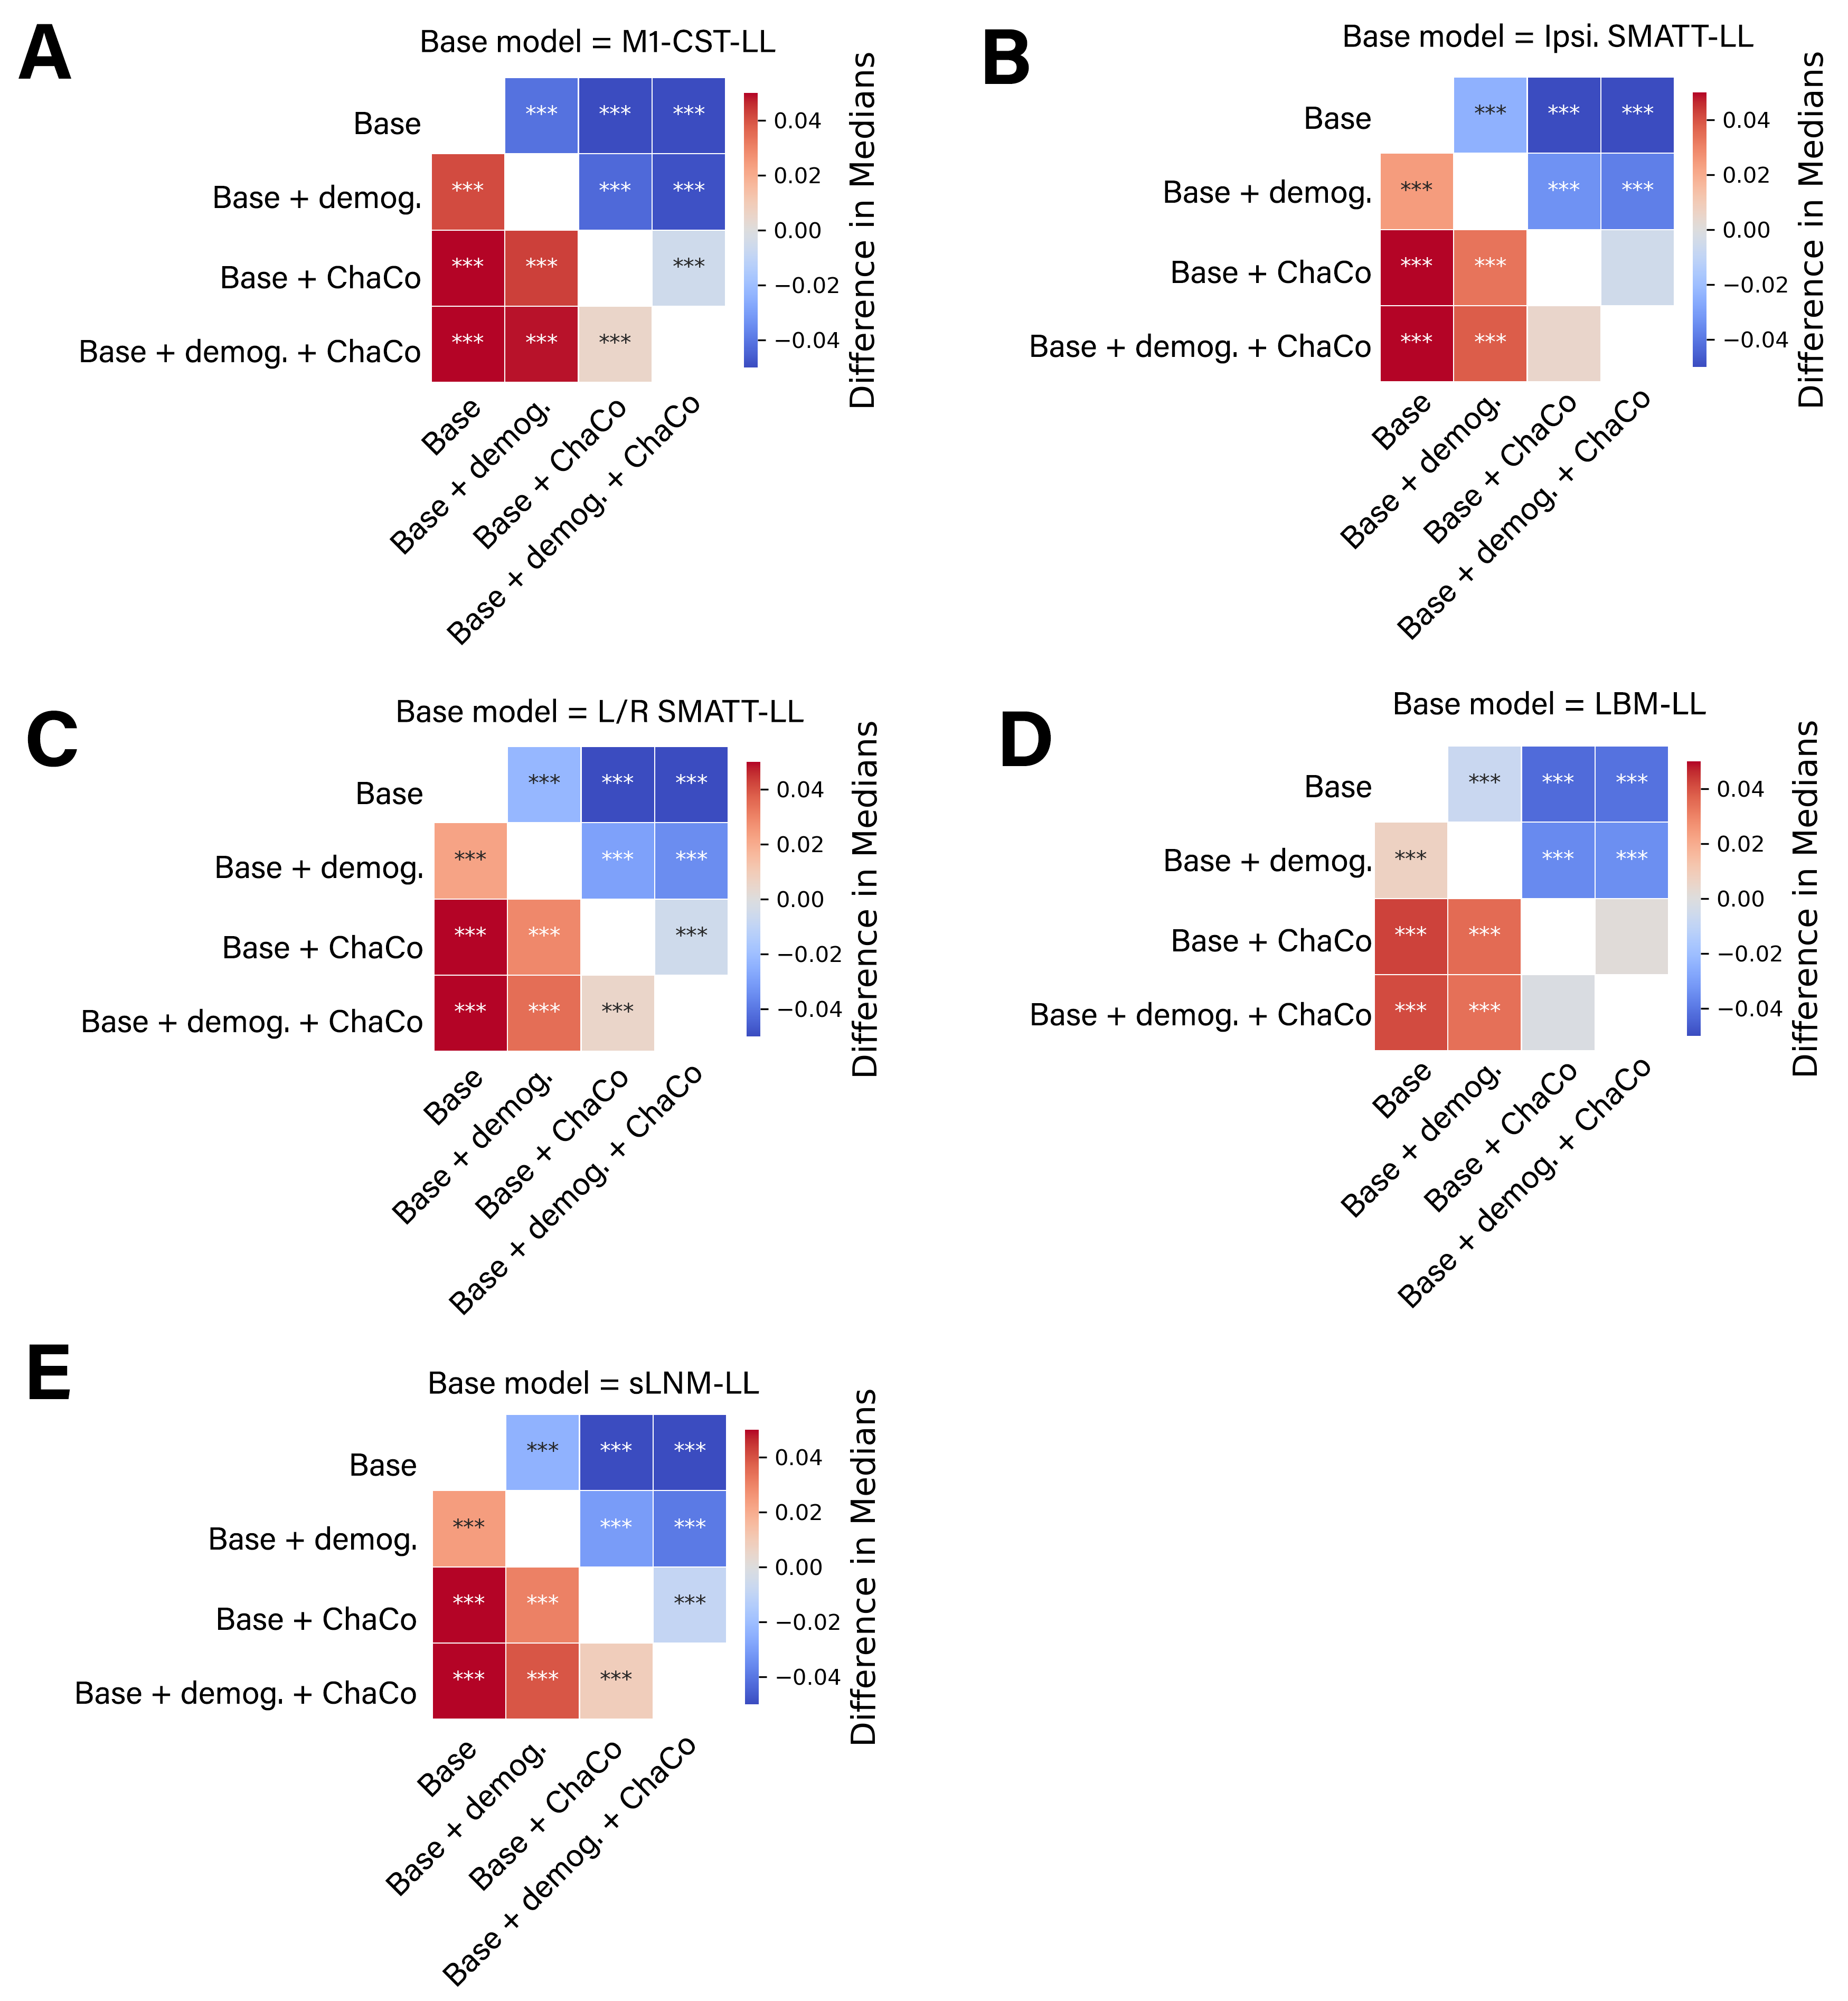 A
Base model = M1-CST-LL
Base
*** *** ***
Base + demog.
*** *** ***
Base + ChaCo
*** *** ***
Base + demog. + ChaCo
*** *** ***
Base
Base + demog.
Base + ChaCo
Base + demog. + ChaCo
0.04
0.02
0.00
−0.02
−0.04
Difference in Medians
B
Base model = Ipsi. SMATT-LL
Base
*** *** ***
Base + demog.
*** *** ***
Base + ChaCo
*** ***
Base + demog. + ChaCo
*** ***
Base
Base + demog.
Base + ChaCo
Base + demog. + ChaCo
0.04
0.02
0.00
−0.02
−0.04
Difference in Medians
C
Base model = L/R SMATT-LL
Base
*** *** ***
Base + demog.
*** *** ***
Base + ChaCo
*** *** ***
Base + demog. + ChaCo
*** *** ***
Base
Base + demog.
Base + ChaCo
Base + demog. + ChaCo
0.04
0.02
0.00
−0.02
−0.04
Difference in Medians
D
Base model = LBM-LL
Base
*** *** ***
Base + demog.
*** *** ***
Base + ChaCo
*** ***
Base + demog. + ChaCo
*** ***
Base
Base + demog.
Base + ChaCo
Base + demog. + ChaCo
0.04
0.02
0.00
−0.02
−0.04
Difference in Medians
E
Base model = sLNM-LL
Base
*** *** ***
Base + demog.
*** *** ***
Base + ChaCo
*** *** ***
Base + demog. + ChaCo
*** *** ***
Base
Base + demog.
Base + ChaCo
Base + demog. + ChaCo
0.04
0.02
0.00
−0.02
−0.04
Difference in Medians